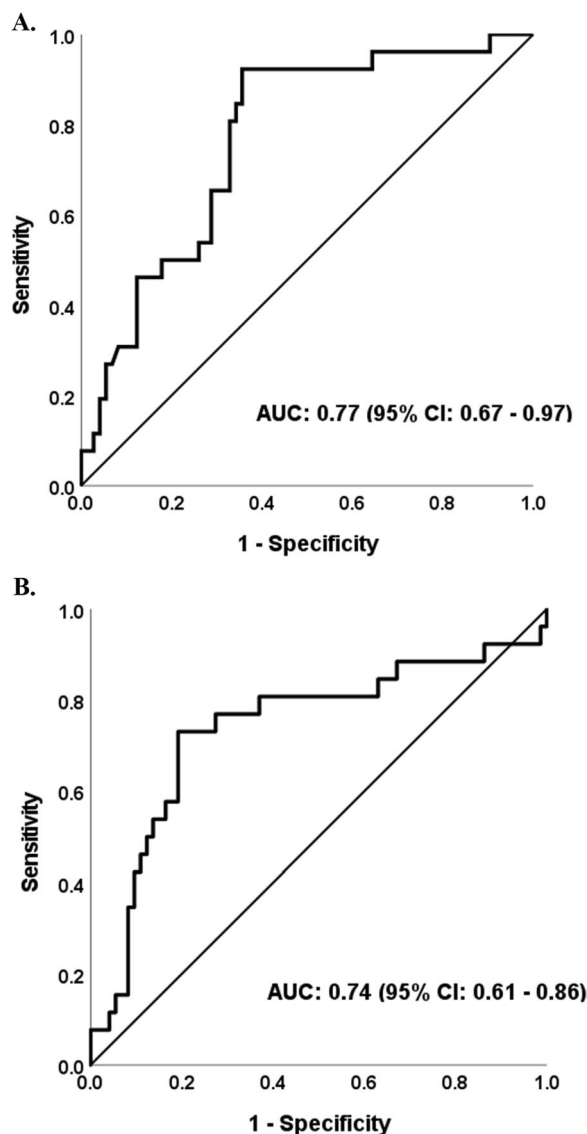 A.
1.0
0.8
0.6
0.4
0.2
0.0
Sensitivity
AUC: 0.77 (95% CI: 0.67 - 0.97)
0.0 0.2 0.4 0.6 0.8 1.0
1 - Specificity
B.
1.0
0.8
0.6
0.4
0.2
0.0
Sensitivity
AUC: 0.74 (95% CI: 0.61 - 0.86)
0.0 0.2 0.4 0.6 0.8 1.0
1 - Specificity